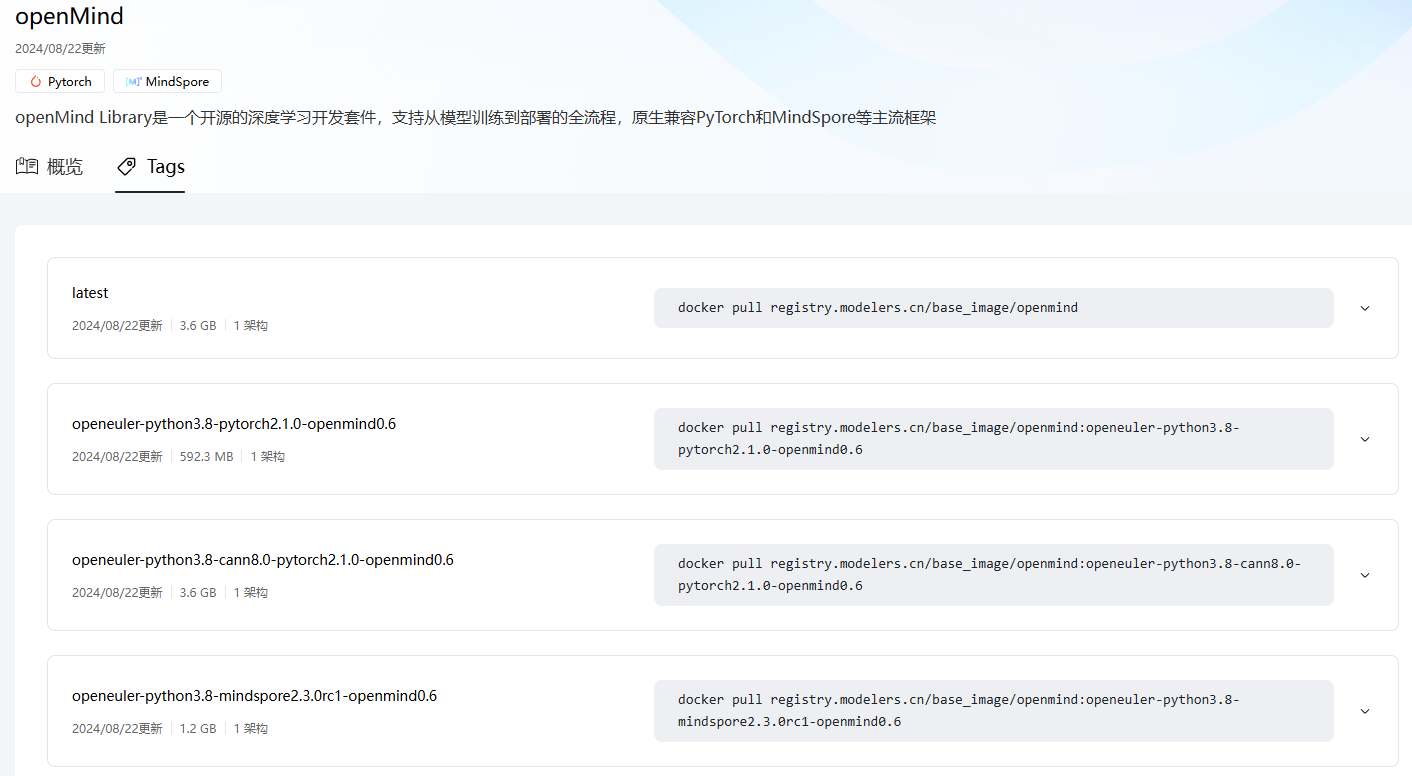 openMind
2024/08/22更新
Pytorch
MindSpore
openMind Library是一个开源的深度学习开发套件，支持从模型训练到部署的全流程，原生兼容PyTorch和MindSpore等主流框架
概览
Tags
latest
2024/08/22更新 3.6 GB 1 架构
docker pull registry.modelers.cn/base_image/openmind
openeuler-python3.8-pytorch2.1.0-openmind0.6
2024/08/22更新 592.3 MB 1 架构
docker pull registry.modelers.cn/base_image/openmind:openeuler-python3.8-
pytorch2.1.0-openmind0.6
openeuler-python3.8-cann8.0-pytorch2.1.0-openmind0.6
2024/08/22更新 3.6 GB 1 架构
docker pull registry.modelers.cn/base_image/openmind:openeuler-python3.8-cann8.0-
pytorch2.1.0-openmind0.6
openeuler-python3.8-mindspore2.3.0rc1-openmind0.6
2024/08/22更新 1.2 GB 1 架构
docker pull registry.modelers.cn/base_image/openmind:openeuler-python3.8-
mindspore2.3.0rc1-openmind0.6